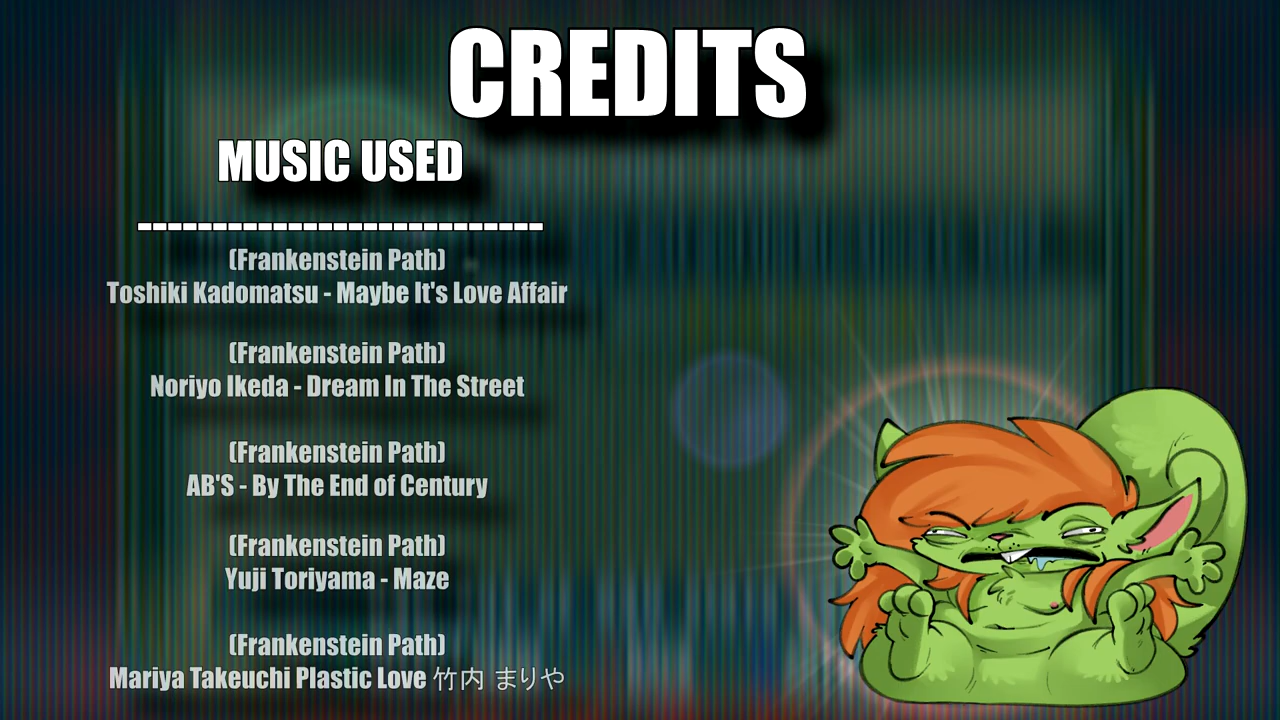 CREDITS
MUSIC USED
---------------------------
(Frankenstein Path)
Toshiki Kadomatsu - Maybe It's Love Affair
(Frankenstein Path)
Noriyo Ikeda - Dream In The Street
(Frankenstein Path)
AB'S - By The End of Century
(Frankenstein Path)
Yuji Toriyama - Maze
(Frankenstein Path)
Mariya Takeuchi Plastic Love 竹内 まりや